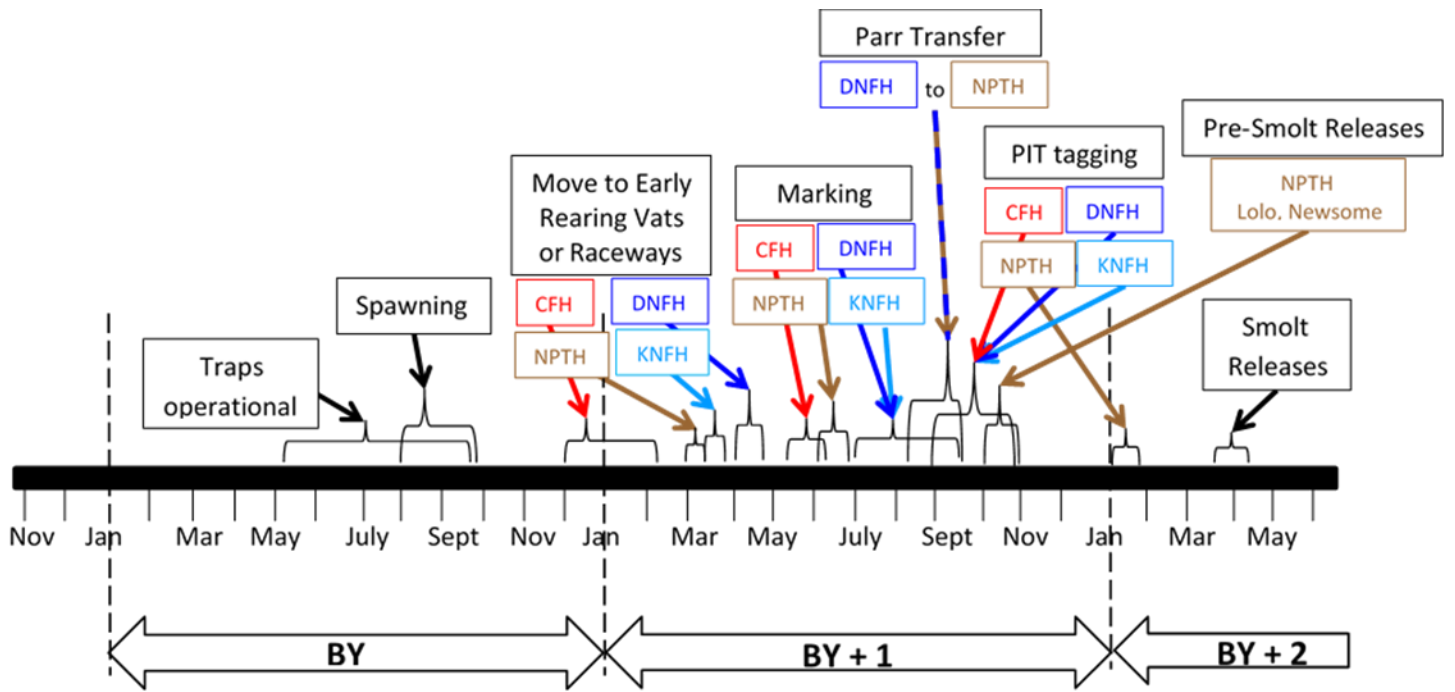 Parr Transfer
DNFH to NPTH
Pre-Smolt Releases
NPTH
Lolo. Newsome
PIT tagging
CFH DNFH
NPTH KNFH
Move to Early
Rearing Vats
or Raceways
CFH DNFH
NPTH KNFH
Marking
CFH DNFH
NPTH KNFH
Spawning
Traps
operational
Smolt
Releases
Nov Jan Mar May July Sept Nov Jan Mar May July Sept Nov Jan Mar May
BY BY + 1 BY + 2